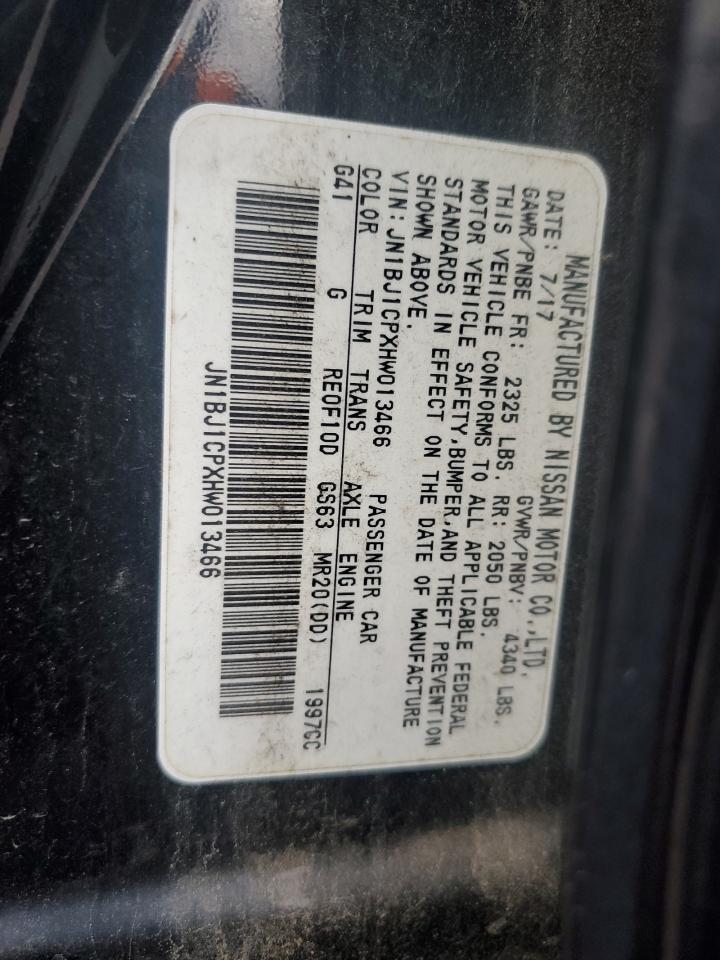 MANUFACTURED BY NISSAN MOTOR CO.,LTD.
DATE: 7/17 GVWR/PNBV: 4340 LBS.
GAWR/PNBE FR: 2325 LBS. RR: 2050 LBS.
THIS VEHICLE CONFORMS TO ALL APPLICABLE FEDERAL
MOTOR VEHICLE SAFETY,BUMPER,AND THEFT PREVENTION
STANDARDS IN EFFECT ON THE DATE OF MANUFACTURE
SHOWN ABOVE.
VIN:JN1BJ1CPXHW013466 PASSENGER CAR
COLOR TRIM TRANS AXLE ENGINE
G41 G RE0F10D GS63 MR20(DD) 1997CC
JN1BJ1CPXHW013466